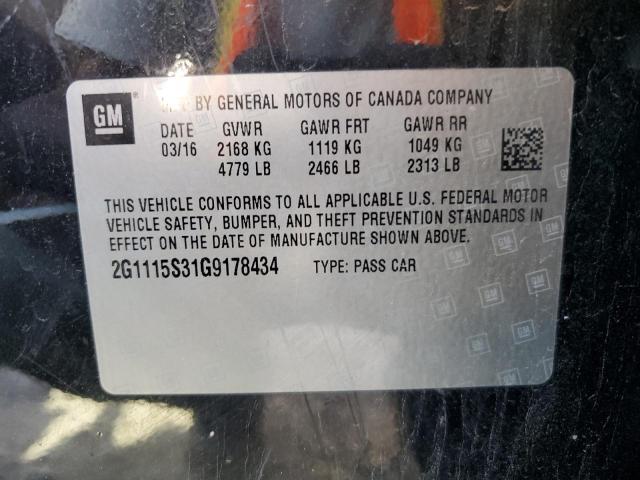 GM
BY GENERAL MOTORS OF CANADA COMPANY
DATE GVWR GAWR FRT GAWR RR
03/16 2168 KG 1119 KG 1049 KG
4779 LB 2466 LB 2313 LB
THIS VEHICLE CONFORMS TO ALL APPLICABLE U.S. FEDERAL MOTOR
VEHICLE SAFETY, BUMPER, AND THEFT PREVENTION STANDARDS IN
EFFECT ON THE DATE OF MANUFACTURE SHOWN ABOVE.
2G1115S31G9178434 TYPE: PASS CAR